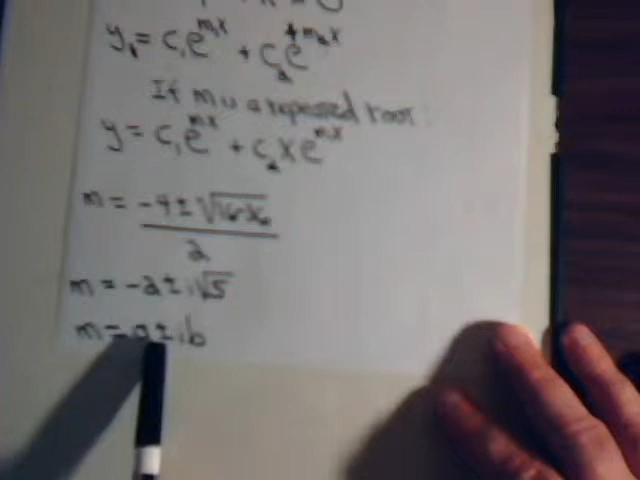 y₁ = c₁e^{m₁x} + c₂e^{+m₂x}
If m is a repeated root
y = c₁e^{mx} + c₂xe^{mx}
m = (-4 ± √(16-36))/2
m = -2 ± i√5
m = a ± ib